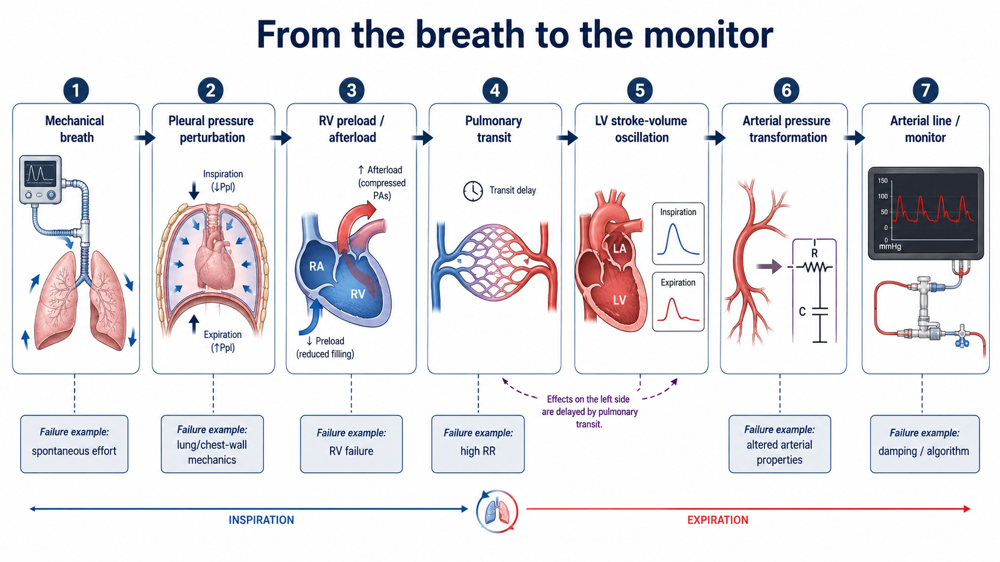 From the breath to the monitor
1
Mechanical
breath
2
Pleural pressure
perturbation
Inspiration
(↓Ppl)
Expiration
(↑Ppl)
3
RV preload /
afterload
↑ Afterload
(compressed
PAs)
RA
RV
↓ Preload
(reduced filling)
4
Pulmonary
transit
Transit delay
5
LV stroke-volume
oscillation
LA
LV
Inspiration
Expiration
6
Arterial pressure
transformation
R
C
7
Arterial line /
monitor
150
100
50
0
0
mmHg
Effects on the left side
are delayed by pulmonary
transit.
Failure example:
spontaneous effort
Failure example:
lung/chest-wall
mechanics
Failure example:
RV failure
Failure example:
high RR
Failure example:
altered arterial
properties
Failure example:
damping / algorithm
INSPIRATION
EXPIRATION